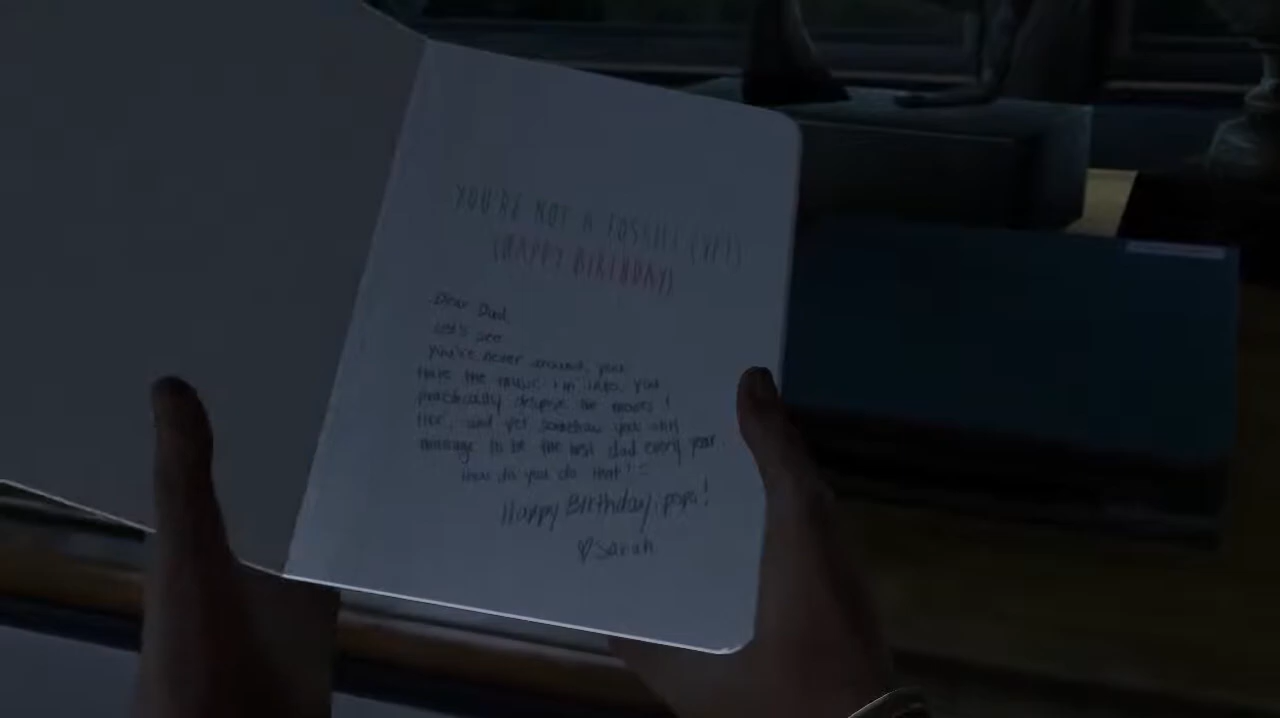 YOU'RE NOT A FOSSIL! (YET)
(HAPPY BIRTHDAY)
Dear Dad
Let's see
you're never around, you
hate the music i'm into, you
practically despise the movies I
like, and yet somehow you still
manage to be the best dad every year.
How do you do that?
Happy Birthday, papa!
♡Sarah